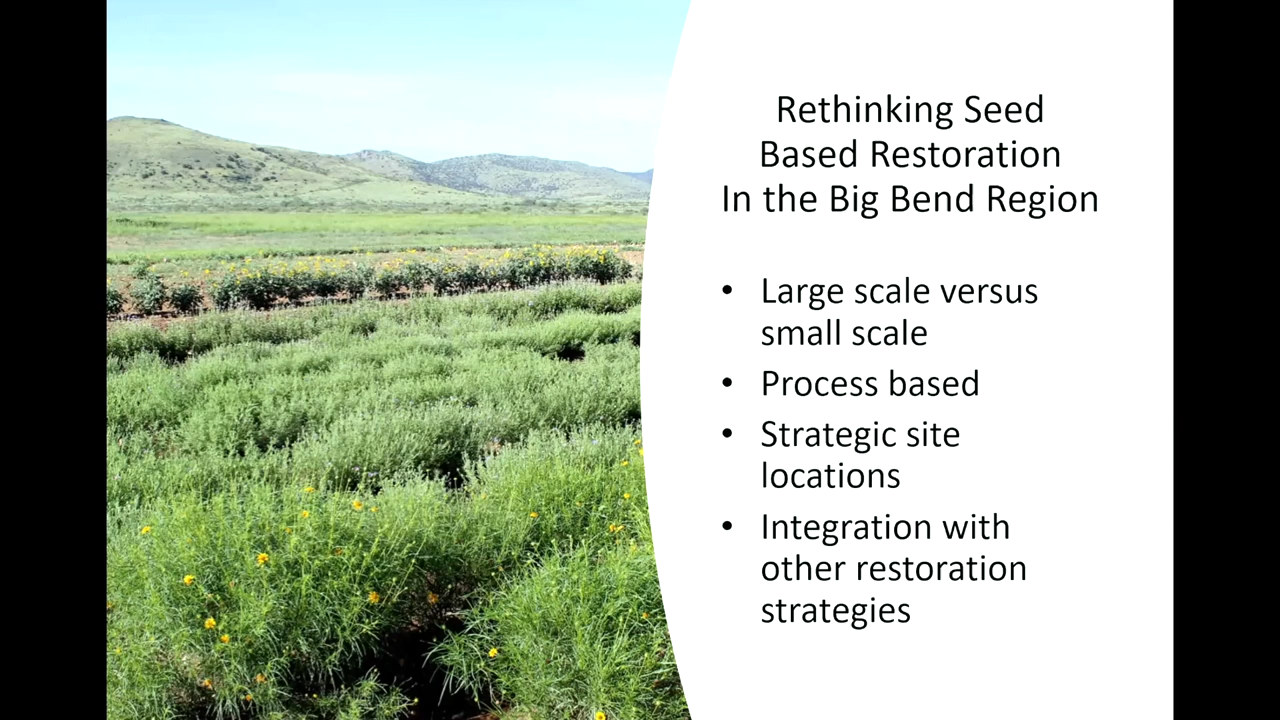 Rethinking Seed
Based Restoration
In the Big Bend Region
• Large scale versus
small scale
• Process based
• Strategic site
locations
• Integration with
other restoration
strategies